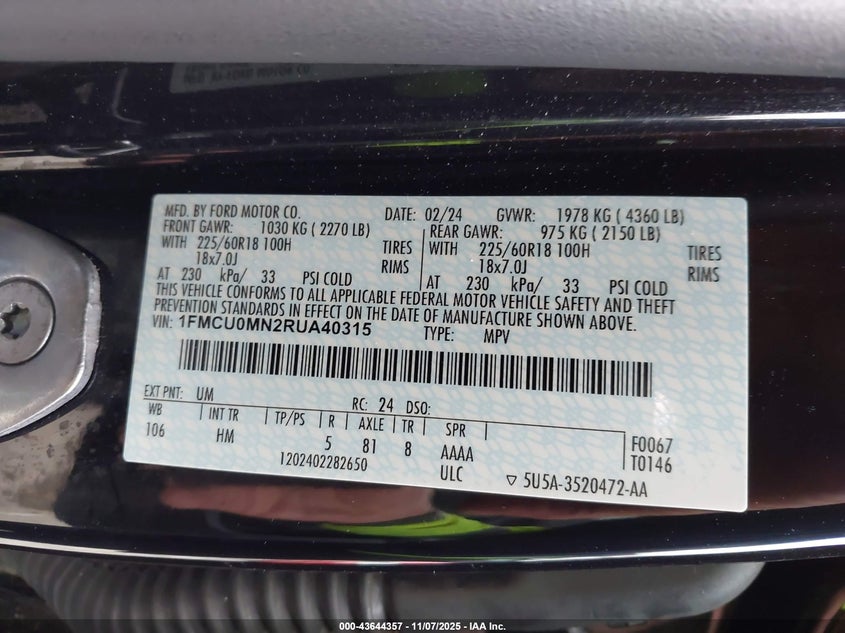 MFD. BY FORD MOTOR CO. DATE: 02/24 GVWR: 1978 KG ( 4360 LB)
FRONT GAWR: 1030 KG ( 2270 LB) REAR GAWR: 975 KG ( 2150 LB)
WITH 225/60R18 100H TIRES WITH 225/60R18 100H TIRES
18x7.0J RIMS 18x7.0J RIMS
AT 230 kPa/ 33 PSI COLD AT 230 kPa/ 33 PSI COLD
THIS VEHICLE CONFORMS TO ALL APPLICABLE FEDERAL MOTOR VEHICLE SAFETY AND THEFT
PREVENTION STANDARDS IN EFFECT ON THE DATE OF MANUFACTURE SHOWN ABOVE.
VIN: 1FMCU0MN2RUA40315 TYPE: MPV
EXT PNT: UM RC: 24 DSO:
WB INT TR TP/PS R AXLE TR SPR F0067
106 HM 5 81 8 AAAA T0146
1202402282650 ULC ▽ 5U5A-3520472-AA
000-43644357 - 11/07/2025 - IAA Inc.